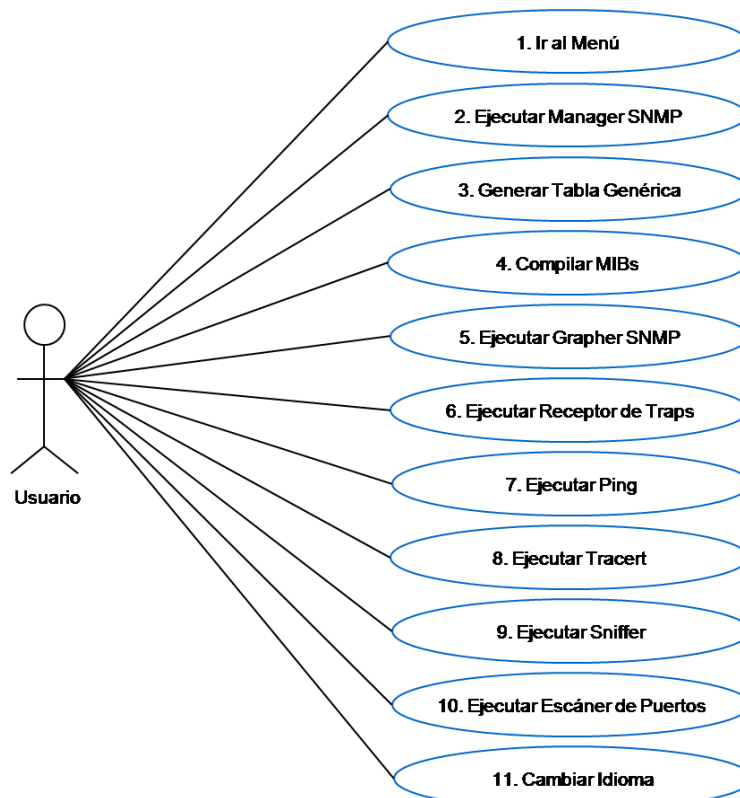 1. Ir al Menú
2. Ejecutar Manager SNMP
3. Generar Tabla Genérica
4. Compilar MIBs
5. Ejecutar Grapher SNMP
6. Ejecutar Receptor de Traps
7. Ejecutar Ping
Usuario
8. Ejecutar Tracert
9. Ejecutar Sniffer
10. Ejecutar Escáner de Puertos
11. Cambiar Idioma